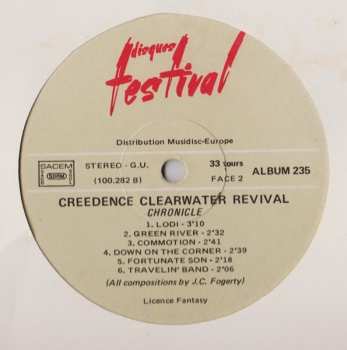 disques
festival
Distribution Musidisc-Europe
SACEM
STEREO - G.U.
(100.282 B)
33 tours
FACE 2
ALBUM 235
CREEDENCE CLEARWATER REVIVAL
CHRONICLE
1. LODI - 3'10
2. GREEN RIVER - 2'32
3. COMMOTION - 2'41
4. DOWN ON THE CORNER - 2'39
5. FORTUNATE SON - 2'18
6. TRAVELIN' BAND - 2'06
(All compositions by J.C. Fogerty)
Licence Fantasy